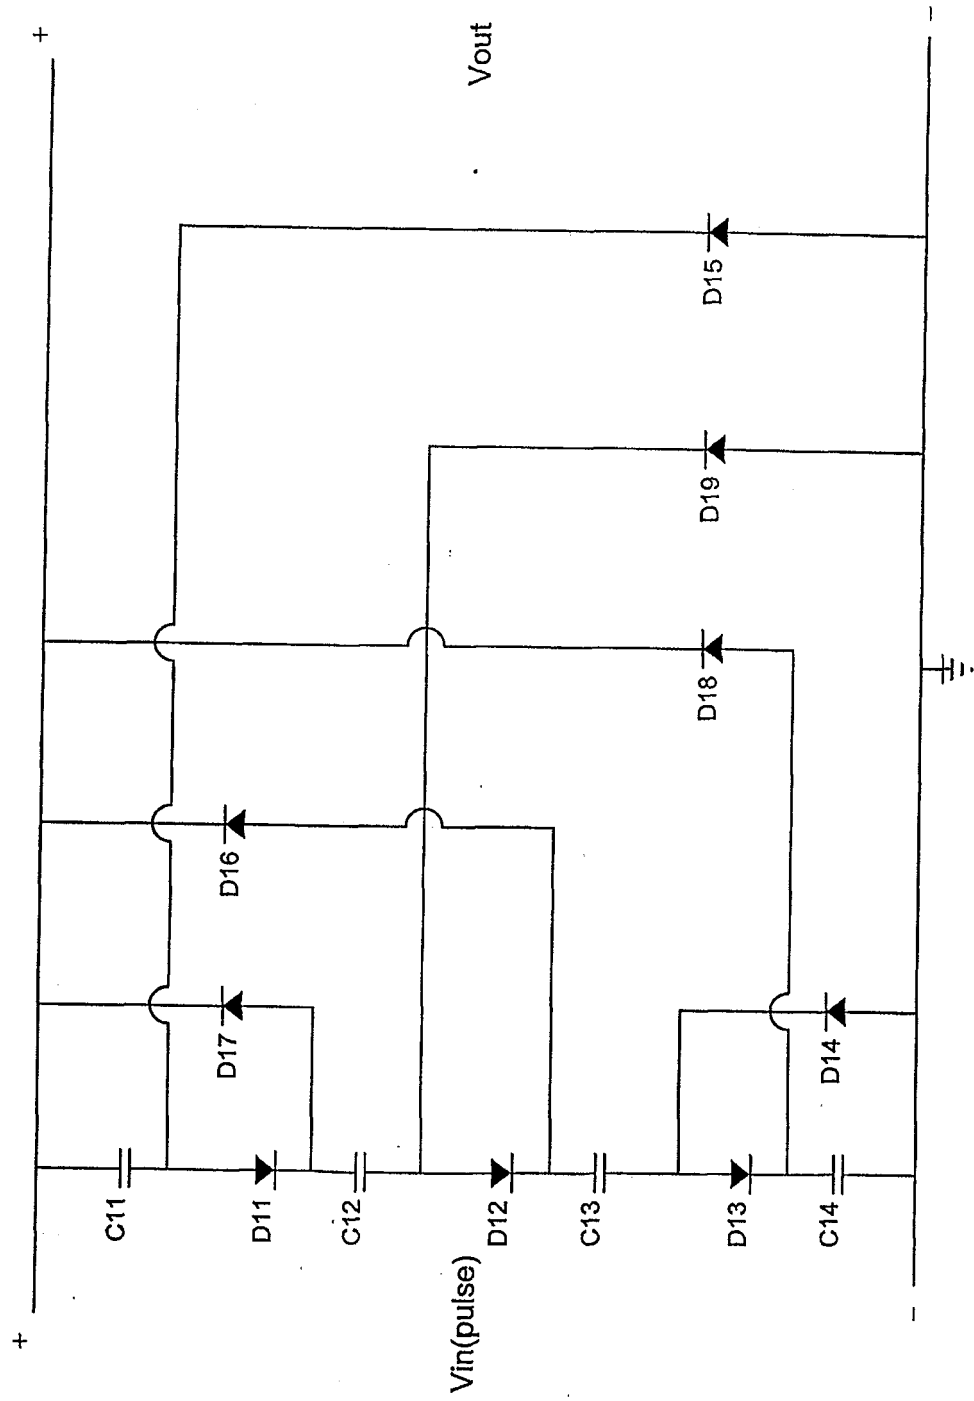 +
+
Vin(pulse)
Vout
C11
D11
C12
D12
C13
D13
C14
D17
D16
D18
D19
D15
D14
-
-